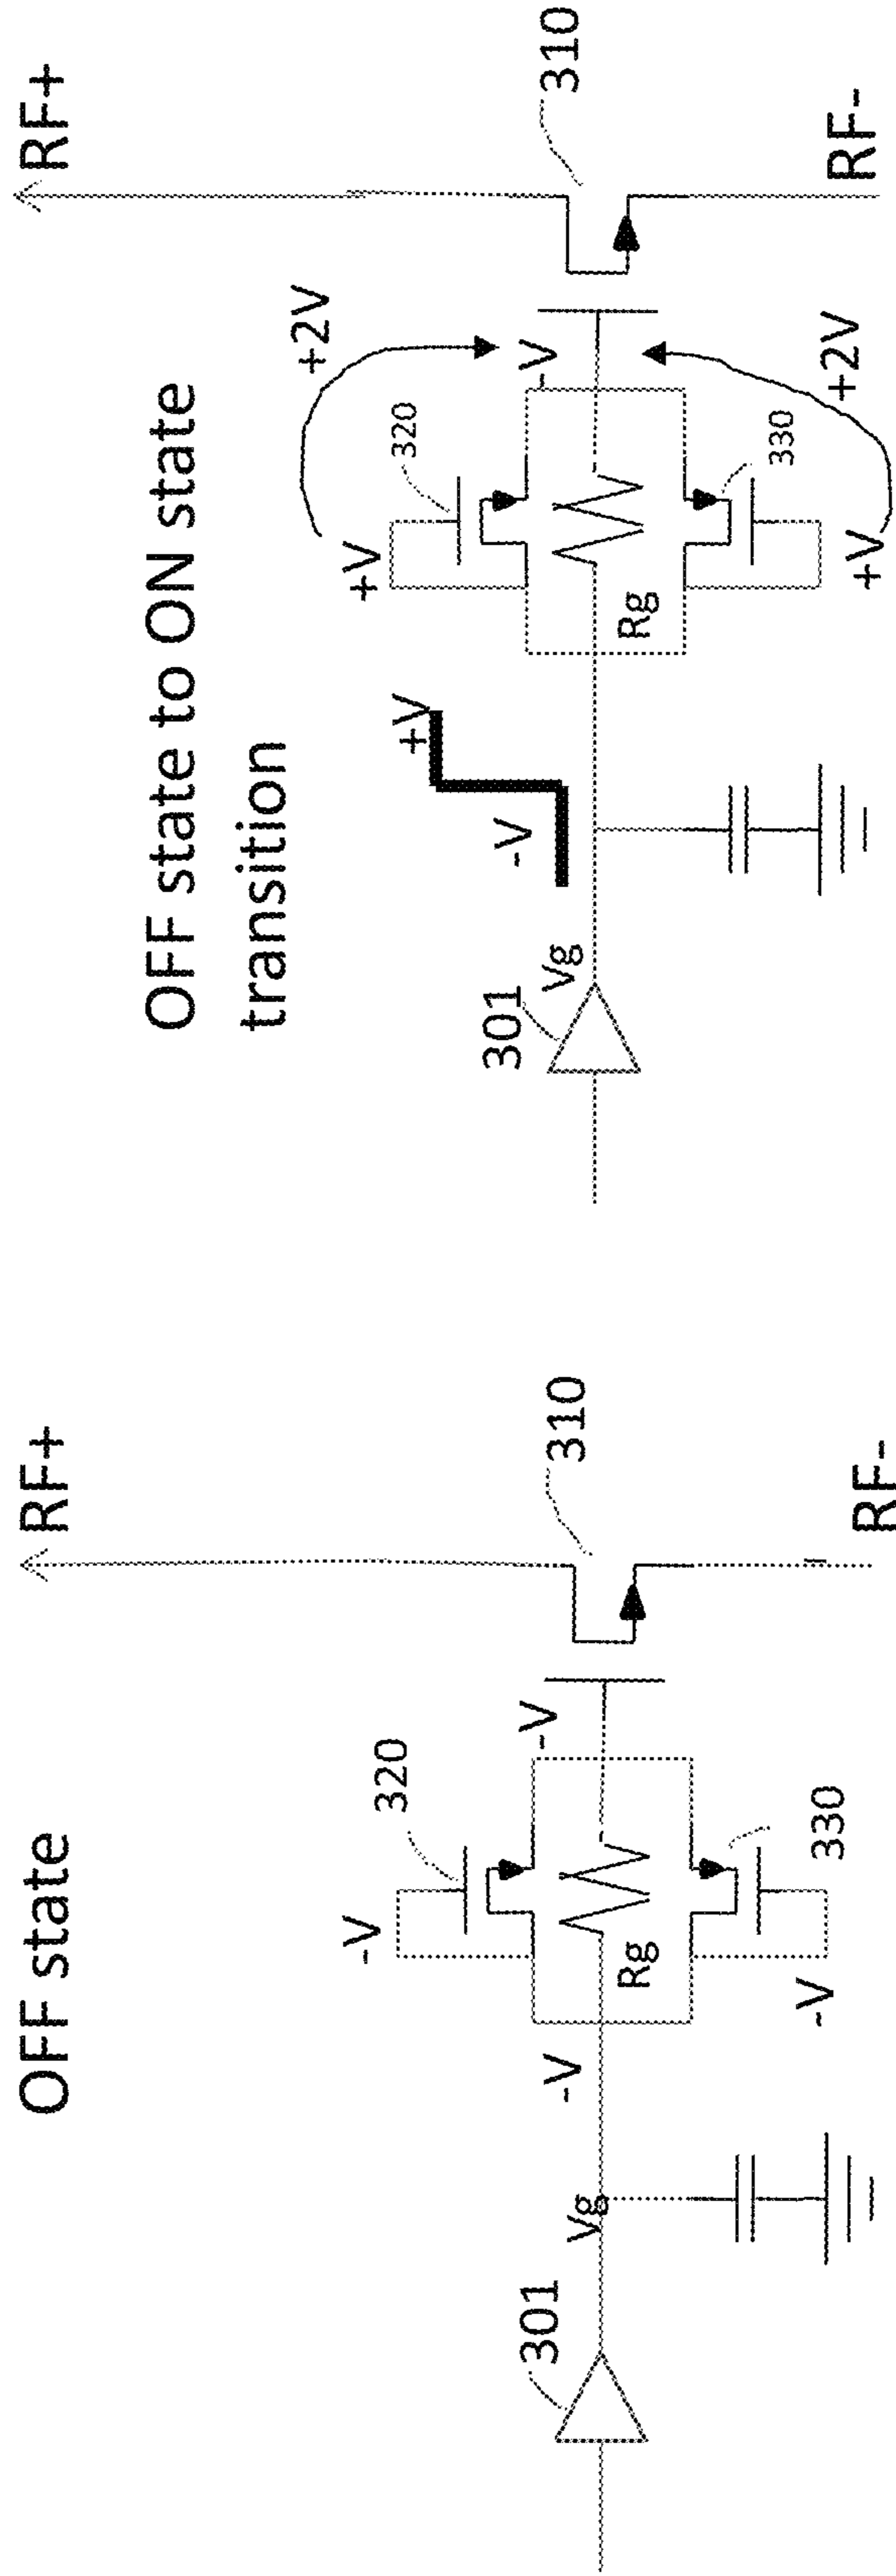 OFF state
RF+
310
320
-V
-V
-V
Rg
Vg
301
330
-V
RF-
OFF state to ON state
transition
RF+
310
+2V
320
+V
-V
+V
-V
Rg
Vg
301
330
+V
+2V
RF-